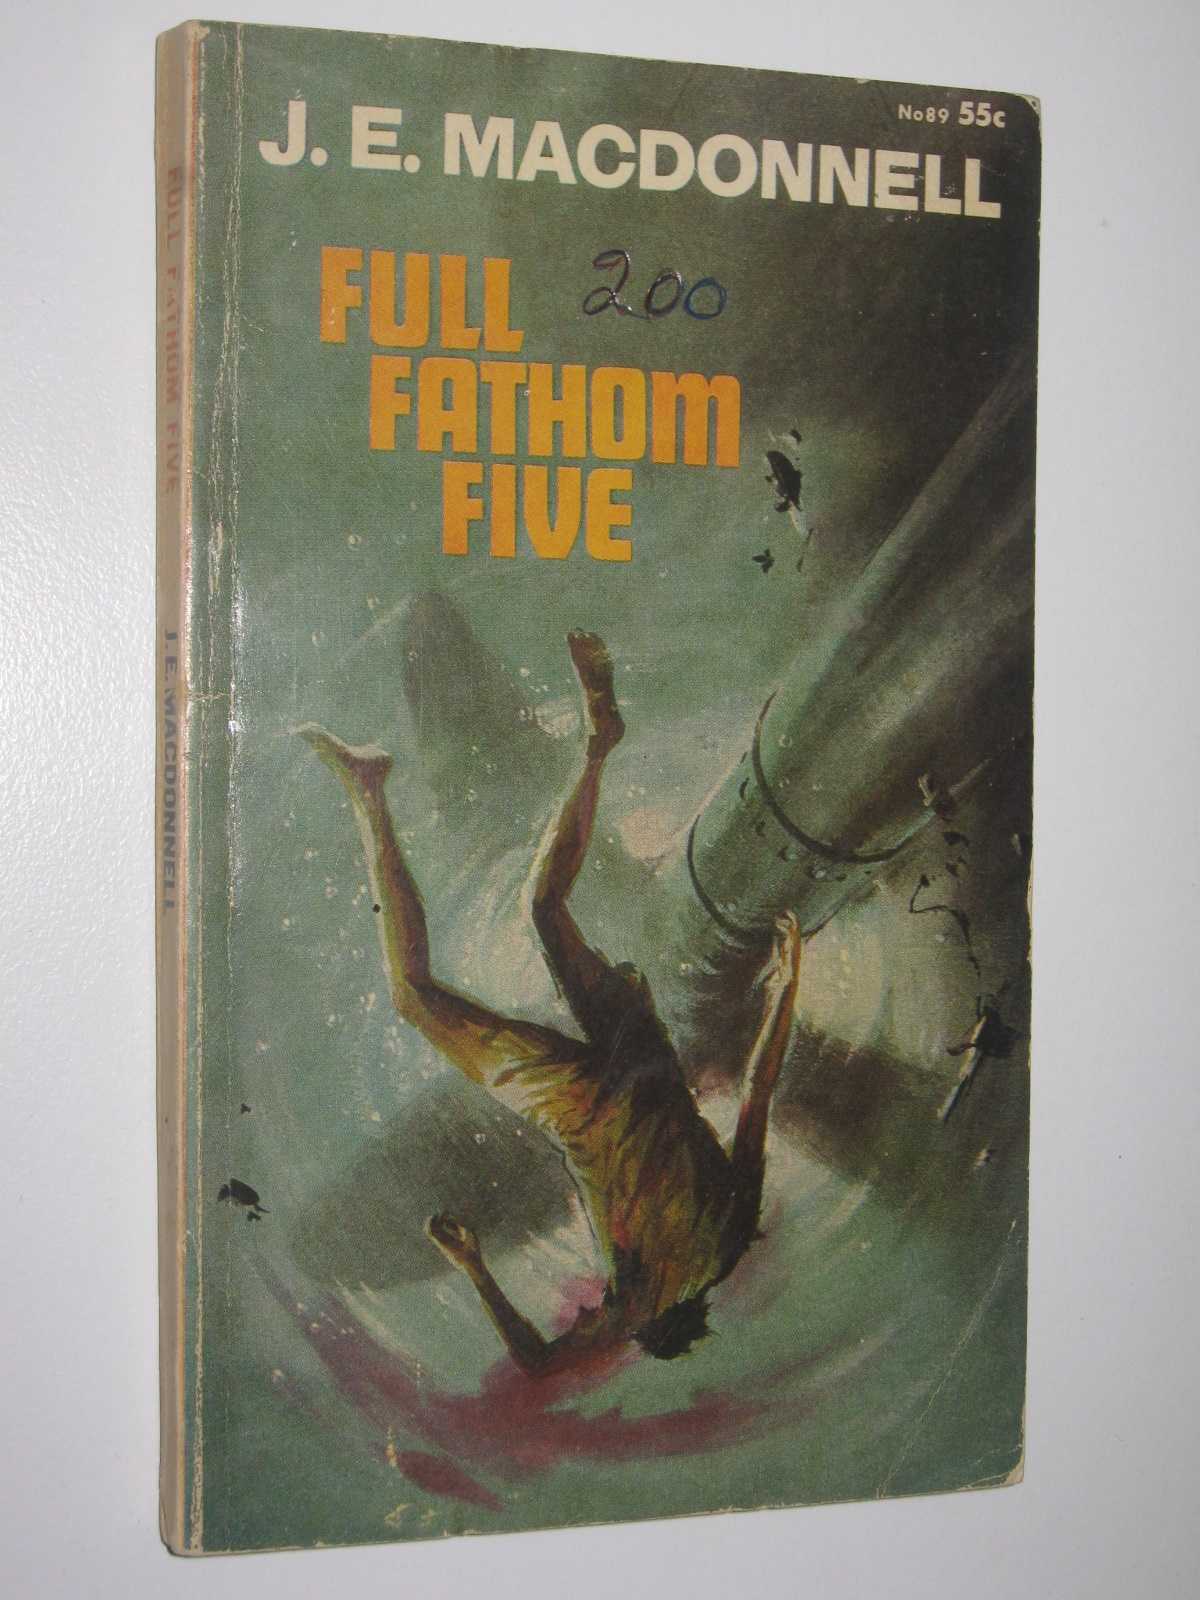 No89 55c
J. E. MACDONNELL
FULL
200
FATHOM
FIVE
FULL FATHOM FIVE J. E. MACDONNELL